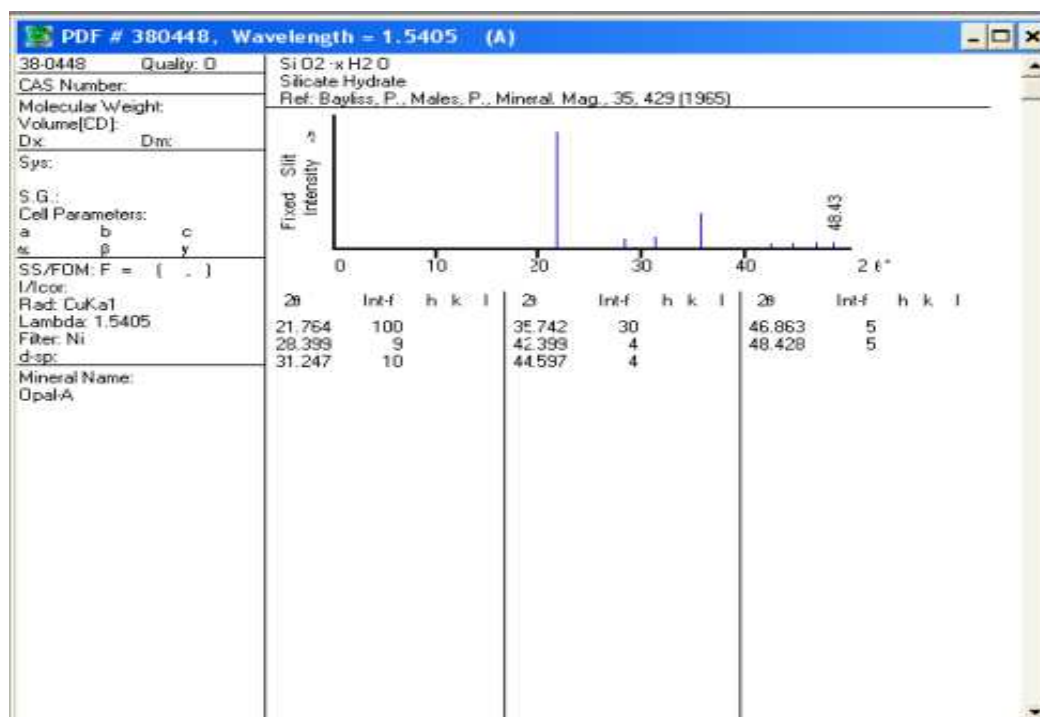 PDF # 380448, Wavelength = 1.5405 (A)
38-0448 Quality: O
CAS Number:
Molecular Weight:
Volume[CD]:
Dx: Dm:
Sys:
S.G.:
Cell Parameters:
a b c
α β γ
SS/FOM: F = ( . )
I/Icor:
Rad: CuKa1
Lambda: 1.5405
Filter: Ni
d-sp:
Mineral Name:
Opal-A
Si O2 ·x H2 O
Silicate Hydrate
Ref: Bayliss, P., Males, P., Mineral. Mag., 35, 429 (1965)
Fixed Slit
Intensity ->
48.43
0 10 20 30 40 2 θ°
2θ Int-f h k l 2θ Int-f h k l 2θ Int-f h k l
21.764 100 35.742 30 46.863 5
28.399 9 42.399 4 48.428 5
31.247 10 44.597 4